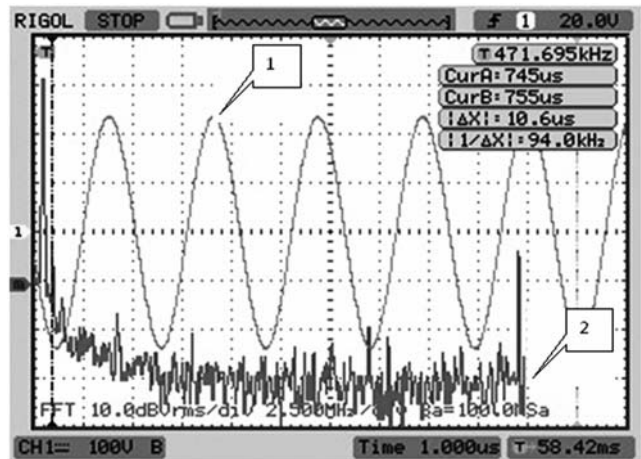 RIGOL STOP f 1 20.0V
T 471.695kHz
CurA: 745us
CurB: 755us
|ΔX|: 10.6us
|1/ΔX|: 94.0kHz
1
T
1
2
FFT 10.0dBVrms/div 2.500MHz/div Sa=100.0MSa
CH1= 100V B Time 1.000us T→58.42ms